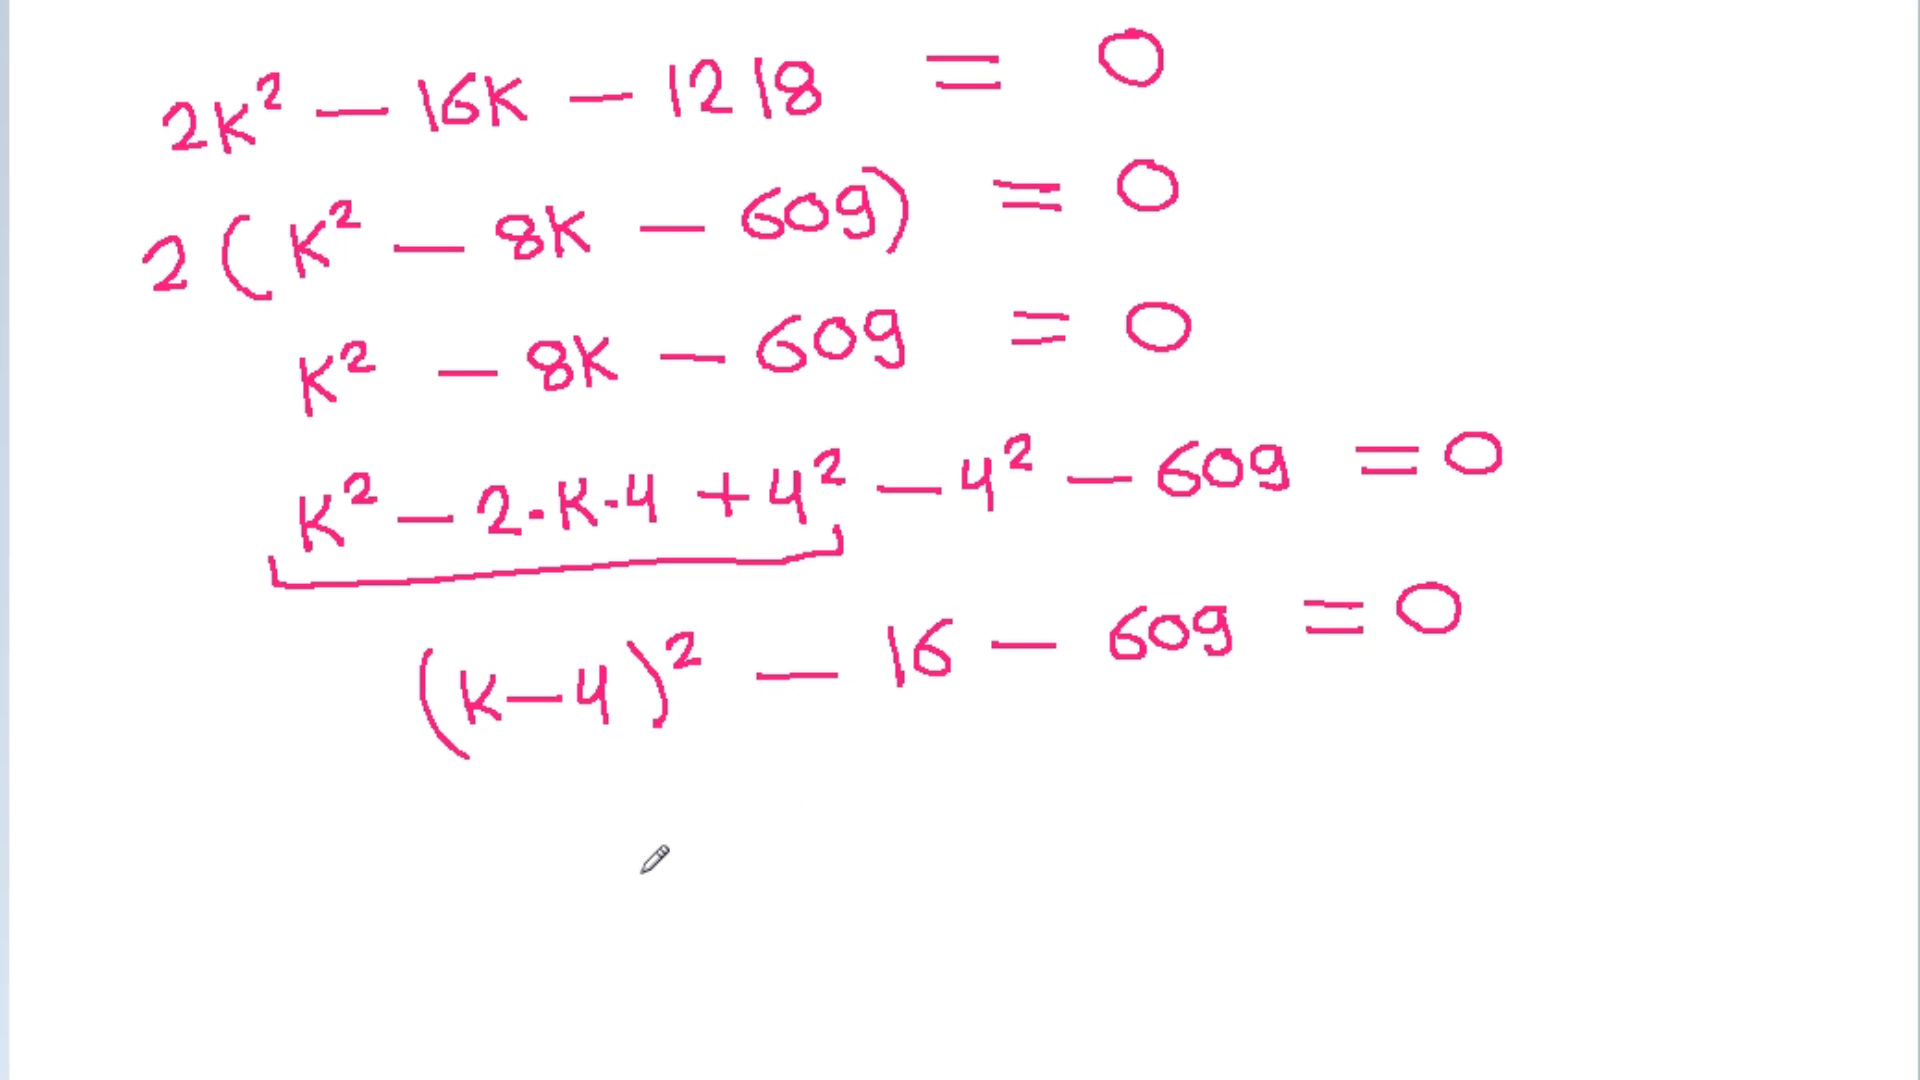 2k² - 16k - 1218 = 0
2(k² - 8k - 609) = 0
k² - 8k - 609 = 0
k² - 2·k·4 + 4² - 4² - 609 = 0
(k-4)² - 16 - 609 = 0